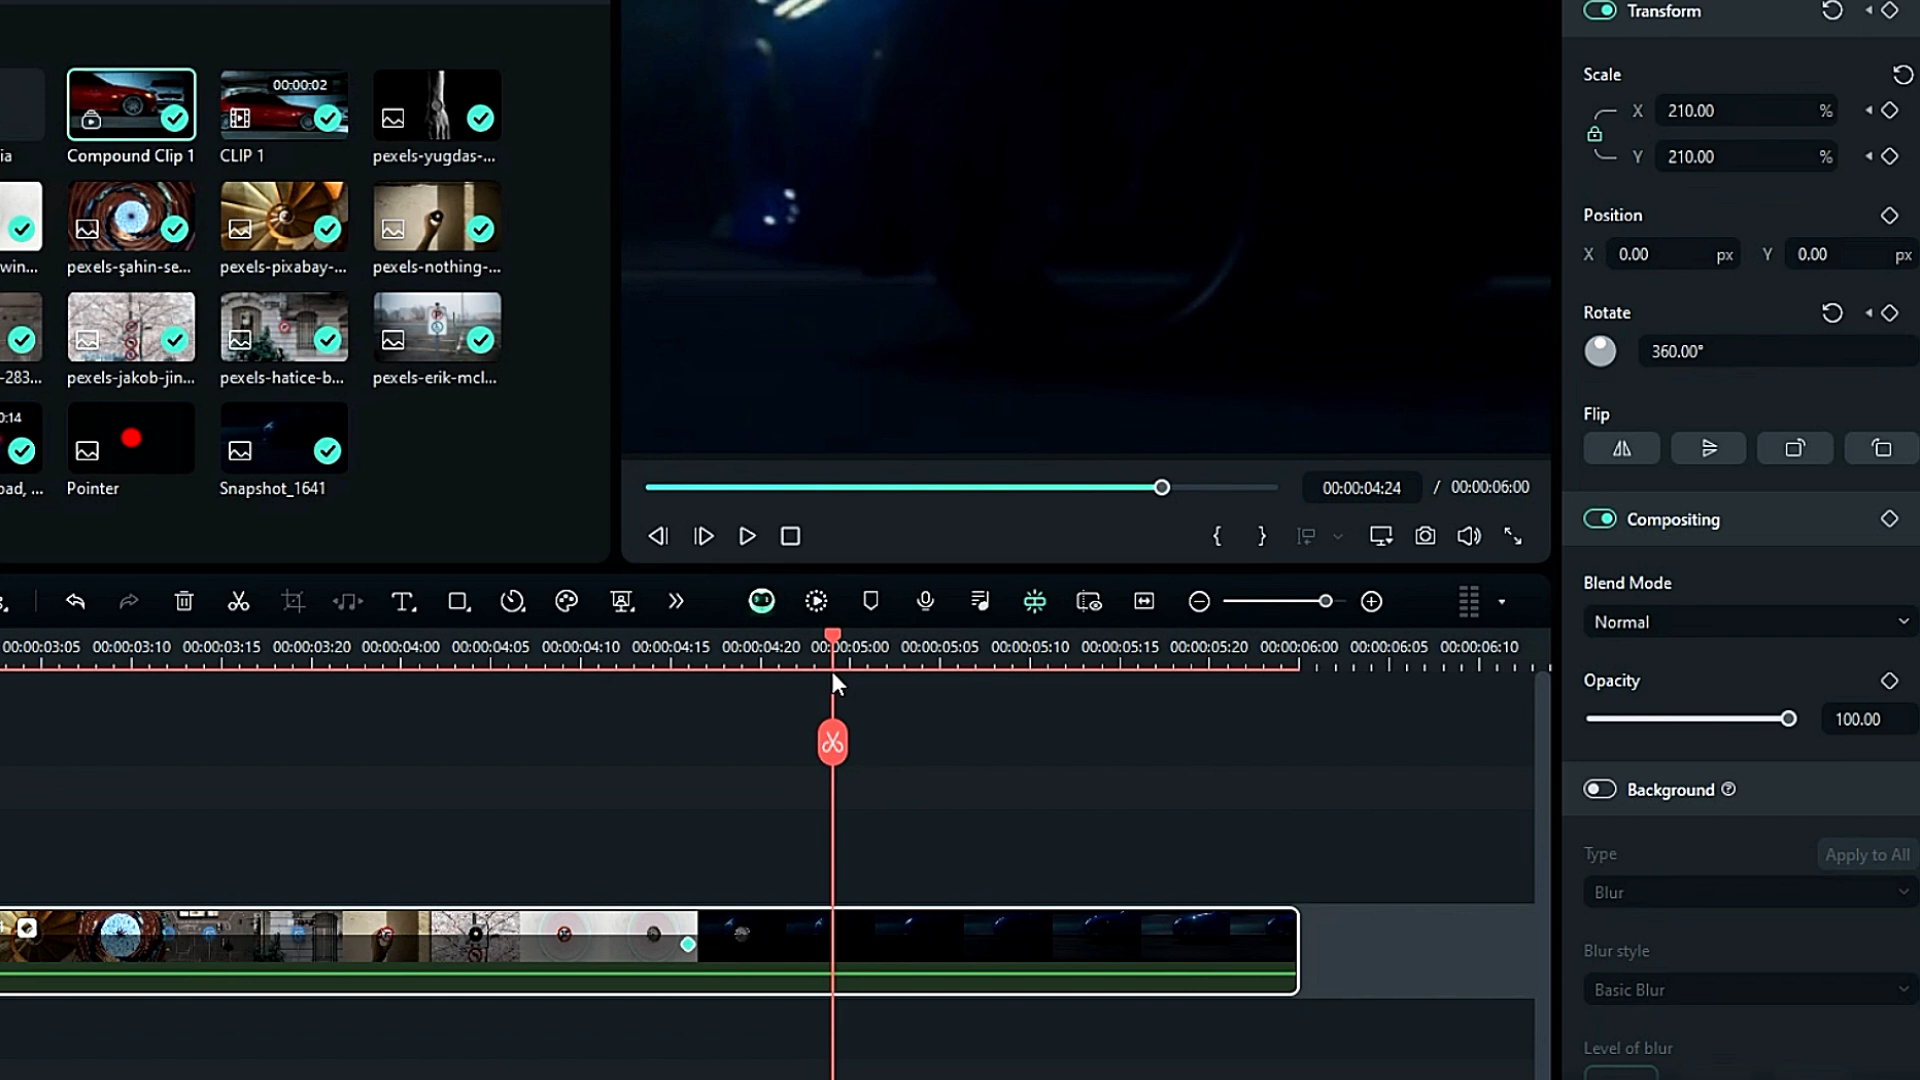 Transform
Scale
X 210.00 %
Y 210.00 %
Position
X 0.00 px Y 0.00 px
Rotate
360.00°
Flip
Compositing
Blend Mode
Normal
Opacity
100.00
Background
Type Apply to All
Blur
Blur style
Basic Blur
Level of blur
ia
Compound Clip 1
00:00:02
CLIP 1
pexels-yugdas-...
win...
pexels-şahin-se...
pexels-pixabay-...
pexels-nothing-...
-283...
pexels-jakob-jin...
pexels-hatice-b...
pexels-erik-mcl...
0:14
oad, ...
Pointer
Snapshot_1641
00:00:04:24 / 00:00:06:00
00:00:03:05 00:00:03:10 00:00:03:15 00:00:03:20 00:00:04:00 00:00:04:05 00:00:04:10 00:00:04:15 00:00:04:20 00:00:05:00 00:00:05:05 00:00:05:10 00:00:05:15 00:00:05:20 00:00:06:00 00:00:06:05 00:00:06:10